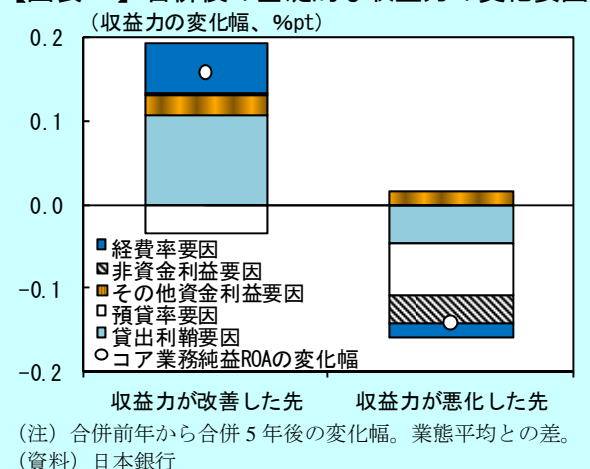 (収益力の変化幅、%pt)
0.2
0.1
0.0
-0.1
-0.2
経費率要因
非資金利益要因
その他資金利益要因
預貸率要因
貸出利鞘要因
コア業務純益ROAの変化幅
収益力が改善した先 収益力が悪化した先
(注)合併前年から合併5年後の変化幅。業態平均との差。
(資料)日本銀行